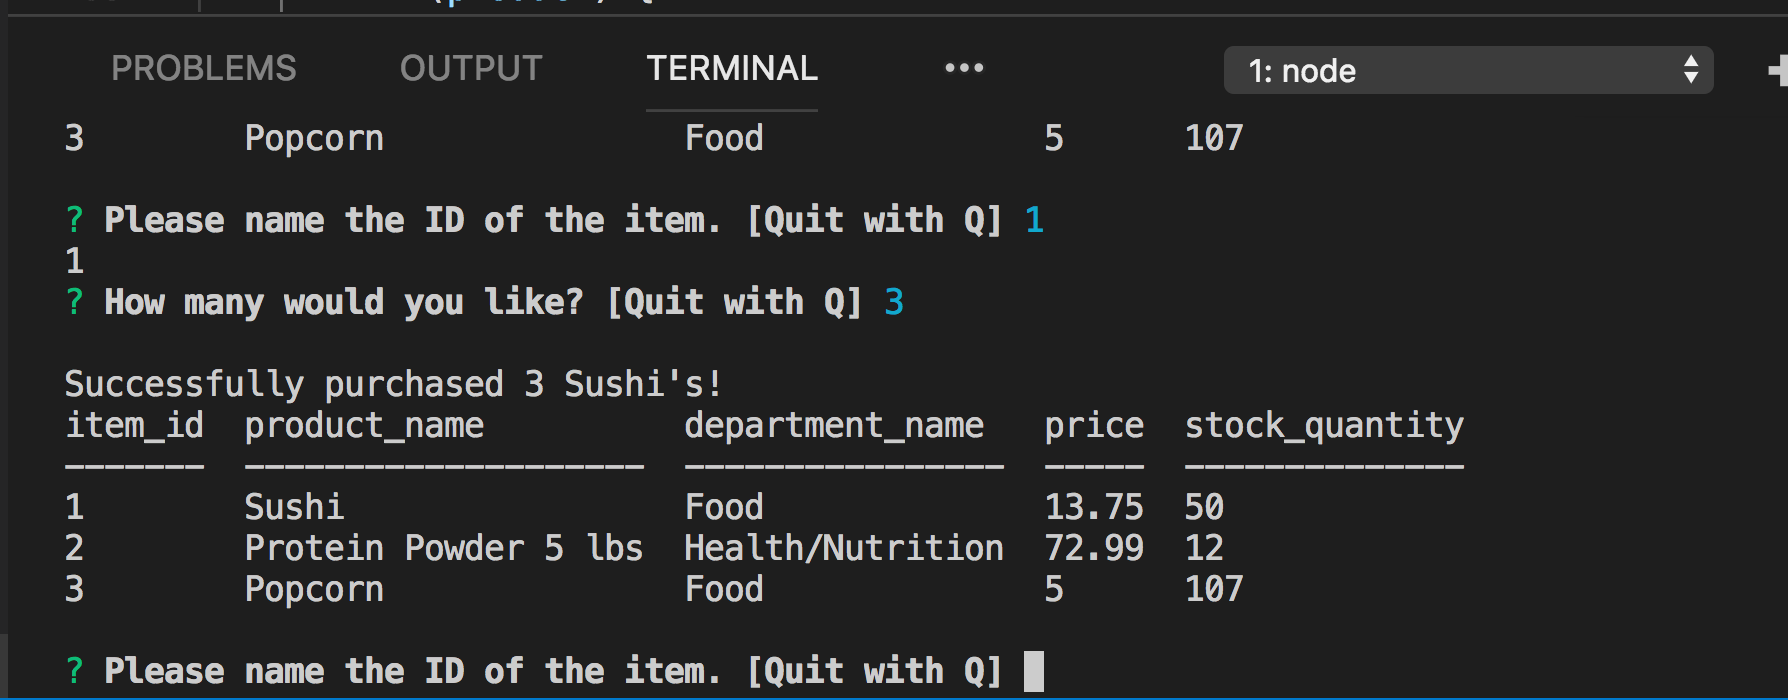 PROBLEMS OUTPUT TERMINAL ••• 1: node
3 Popcorn Food 5 107
? Please name the ID of the item. [Quit with Q] 1
1
? How many would you like? [Quit with Q] 3
Successfully purchased 3 Sushi's!
item_id product_name department_name price stock_quantity
------- -------------------- ---------------- ----- --------------
1 Sushi Food 13.75 50
2 Protein Powder 5 lbs Health/Nutrition 72.99 12
3 Popcorn Food 5 107
? Please name the ID of the item. [Quit with Q]